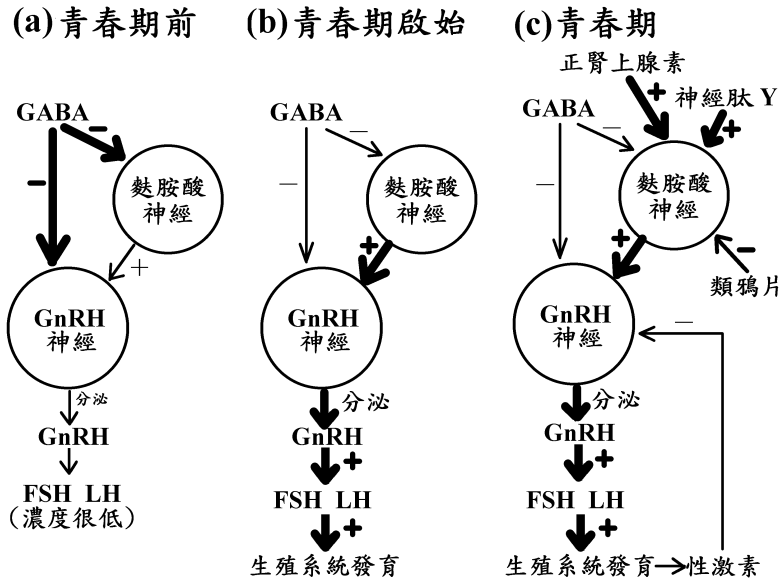 (a) 青春期前
GABA
−
−
麩胺酸
神經
+
GnRH
神經
分泌
GnRH
FSH LH
(濃度很低)
(b) 青春期啟始
GABA
−
−
麩胺酸
神經
+
GnRH
神經
分泌
GnRH
+
FSH LH
+
生殖系統發育
(c) 青春期
正腎上腺素
+
神經肽 Y
+
GABA
−
−
麩胺酸
神經
+
−
類鴉片
GnRH
神經
−
分泌
GnRH
+
FSH LH
+
生殖系統發育
性激素